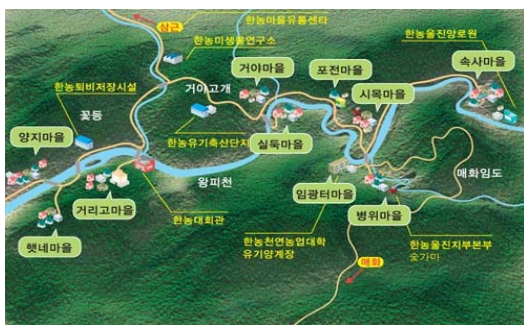 한농마을유통센타
삼근
한농미생물연구소
한농울진양로원
거야마을
포전마을
속사마을
한농퇴비저장시설
거야고개
시목마을
꽃동
양지마을
한농유기축산단지
실둑마을
왕피천
매화임도
임광터마을
거리고마을
한농대회관
병위마을
햇네마을
한농천연농업대학
유기양계장
한농울진지부본부
숯가마
매화